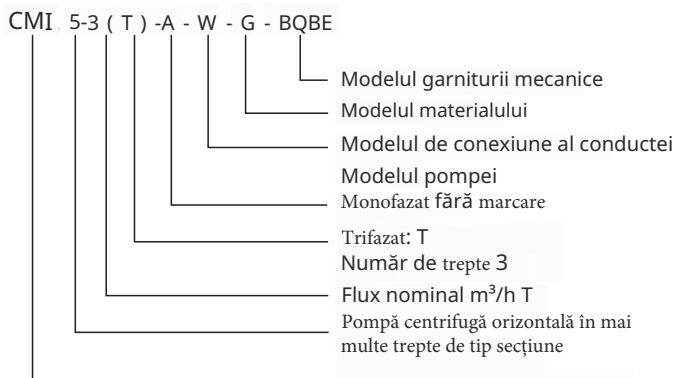 CMI 5-3 ( T ) -A - W - G - BQBE
Modelul garniturii mecanice
Modelul materialului
Modelul de conexiune al conductei
Modelul pompei
Monofazat fără marcare
Trifazat: T
Număr de trepte 3
Flux nominal m³/h T
Pompă centrifugă orizontală în mai
multe trepte de tip secțiune